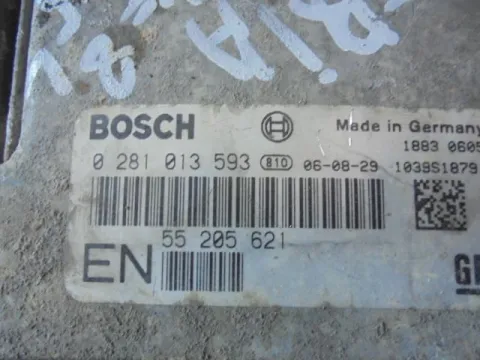 BOSCH
Made in Germany
1883 0605
0 281 013 593 810 06-08-29 1039S1879
55 205 621
EN